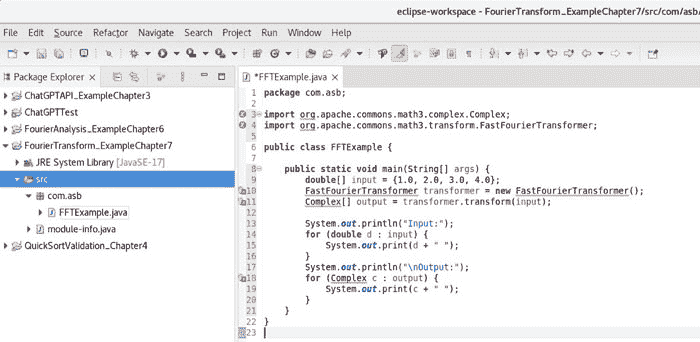 eclipse-workspace - FourierTransform_ExampleChapter7/src/com/asb/
File Edit Source Refactor Navigate Search Project Run Window Help
Package Explorer
ChatGPTAPI_ExampleChapter3
ChatGPTTest
FourierAnalysis_ExampleChapter6
FourierTransform_ExampleChapter7
JRE System Library [JavaSE-17]
src
com.asb
FFTExample.java
module-info.java
QuickSortValidation_Chapter4
*FFTExample.java
1 package com.asb;
2
3 import org.apache.commons.math3.complex.Complex;
4 import org.apache.commons.math3.transform.FastFourierTransformer;
5
6 public class FFTExample {
7
8 public static void main(String[] args) {
9 double[] input = {1.0, 2.0, 3.0, 4.0};
10 FastFourierTransformer transformer = new FastFourierTransformer();
11 Complex[] output = transformer.transform(input);
12
13 System.out.println("Input:");
14 for (double d : input) {
15 System.out.print(d + " ");
16 }
17 System.out.println("\nOutput:");
18 for (Complex c : output) {
19 System.out.print(c + " ");
20 }
21 }
22 }
23